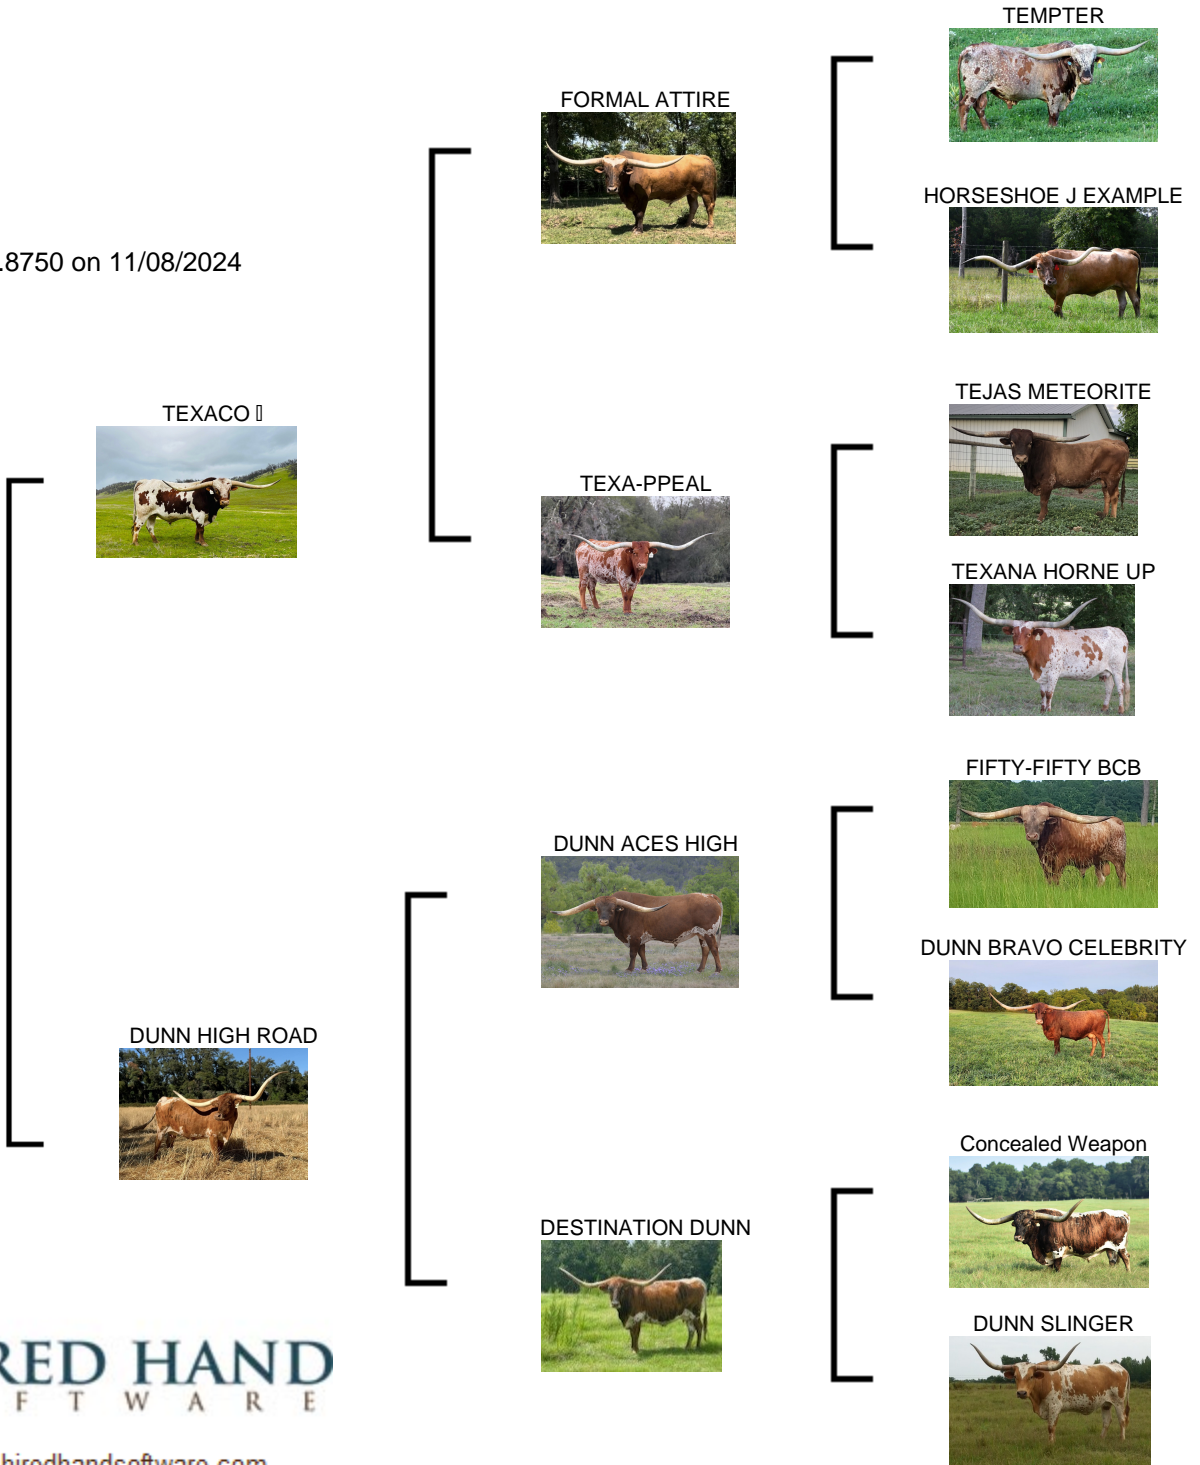 TEMPTER
FORMAL ATTIRE
HORSESHOE J EXAMPLE
.8750 on 11/08/2024
TEJAS METEORITE
TEXACO
TEXA-PPEAL
TEXANA HORNE UP
FIFTY-FIFTY BCB
DUNN ACES HIGH
DUNN BRAVO CELEBRITY
DUNN HIGH ROAD
Concealed Weapon
DESTINATION DUNN
DUNN SLINGER
RED HAND
F T W A R E
hiredhandsoftware.com